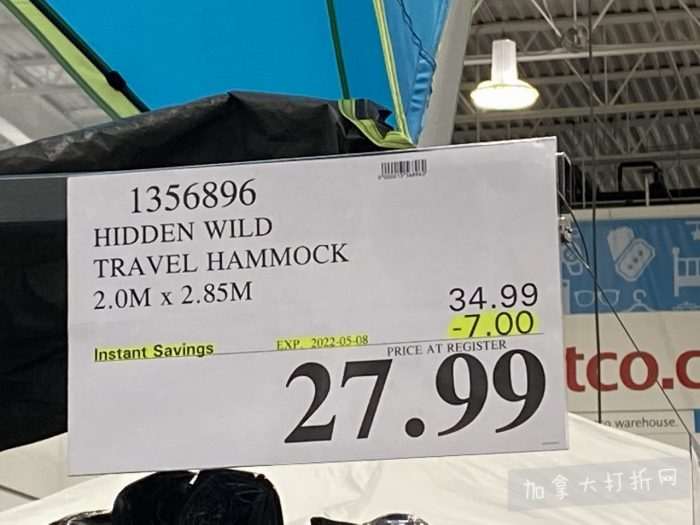 1356896
HIDDEN WILD
TRAVEL HAMMOCK
2.0M x 2.85M
34.99
-7.00
Instant Savings
EXP. 2022-05-08
PRICE AT REGISTER
27.99
tco.c
warehouse.
加拿大打折网